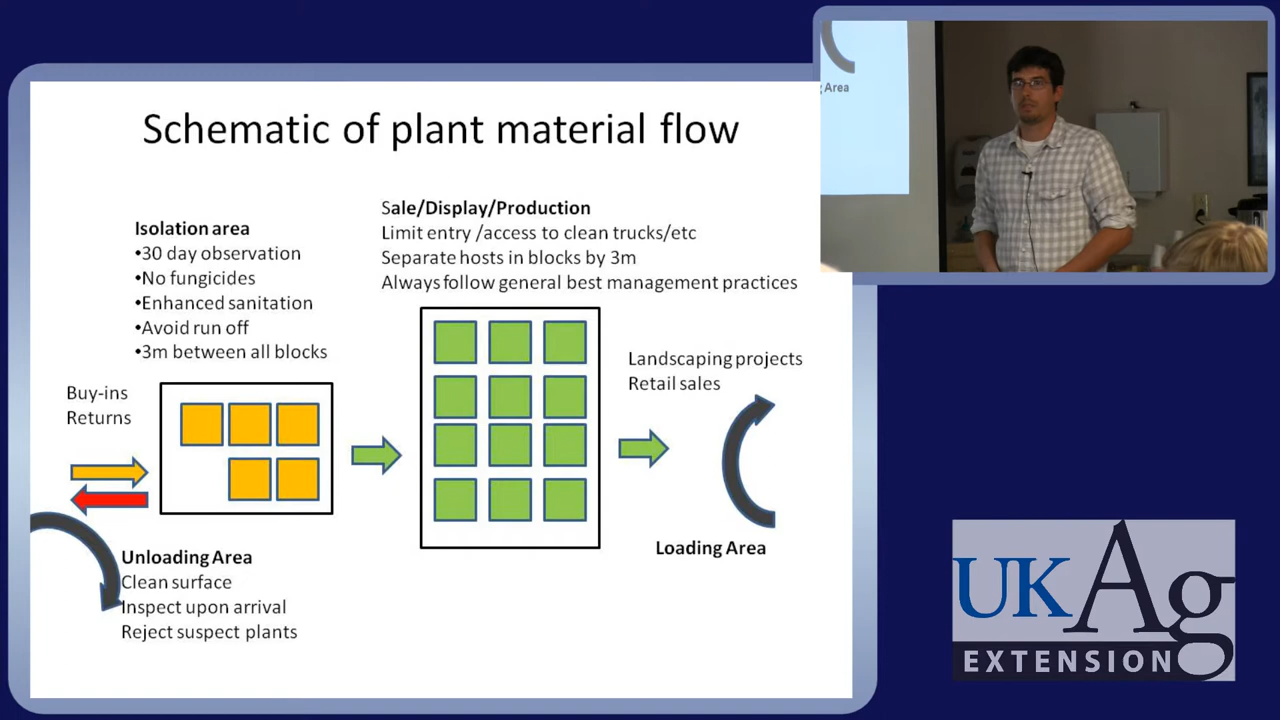 Schematic of plant material flow
Isolation area
•30 day observation
•No fungicides
•Enhanced sanitation
•Avoid run off
•3m between all blocks
Sale/Display/Production
Limit entry /access to clean trucks/etc
Separate hosts in blocks by 3m
Always follow general best management practices
Buy-ins
Returns
Landscaping projects
Retail sales
Unloading Area
Clean surface
Inspect upon arrival
Reject suspect plants
Loading Area
g Area
UKAg
EXTENSION